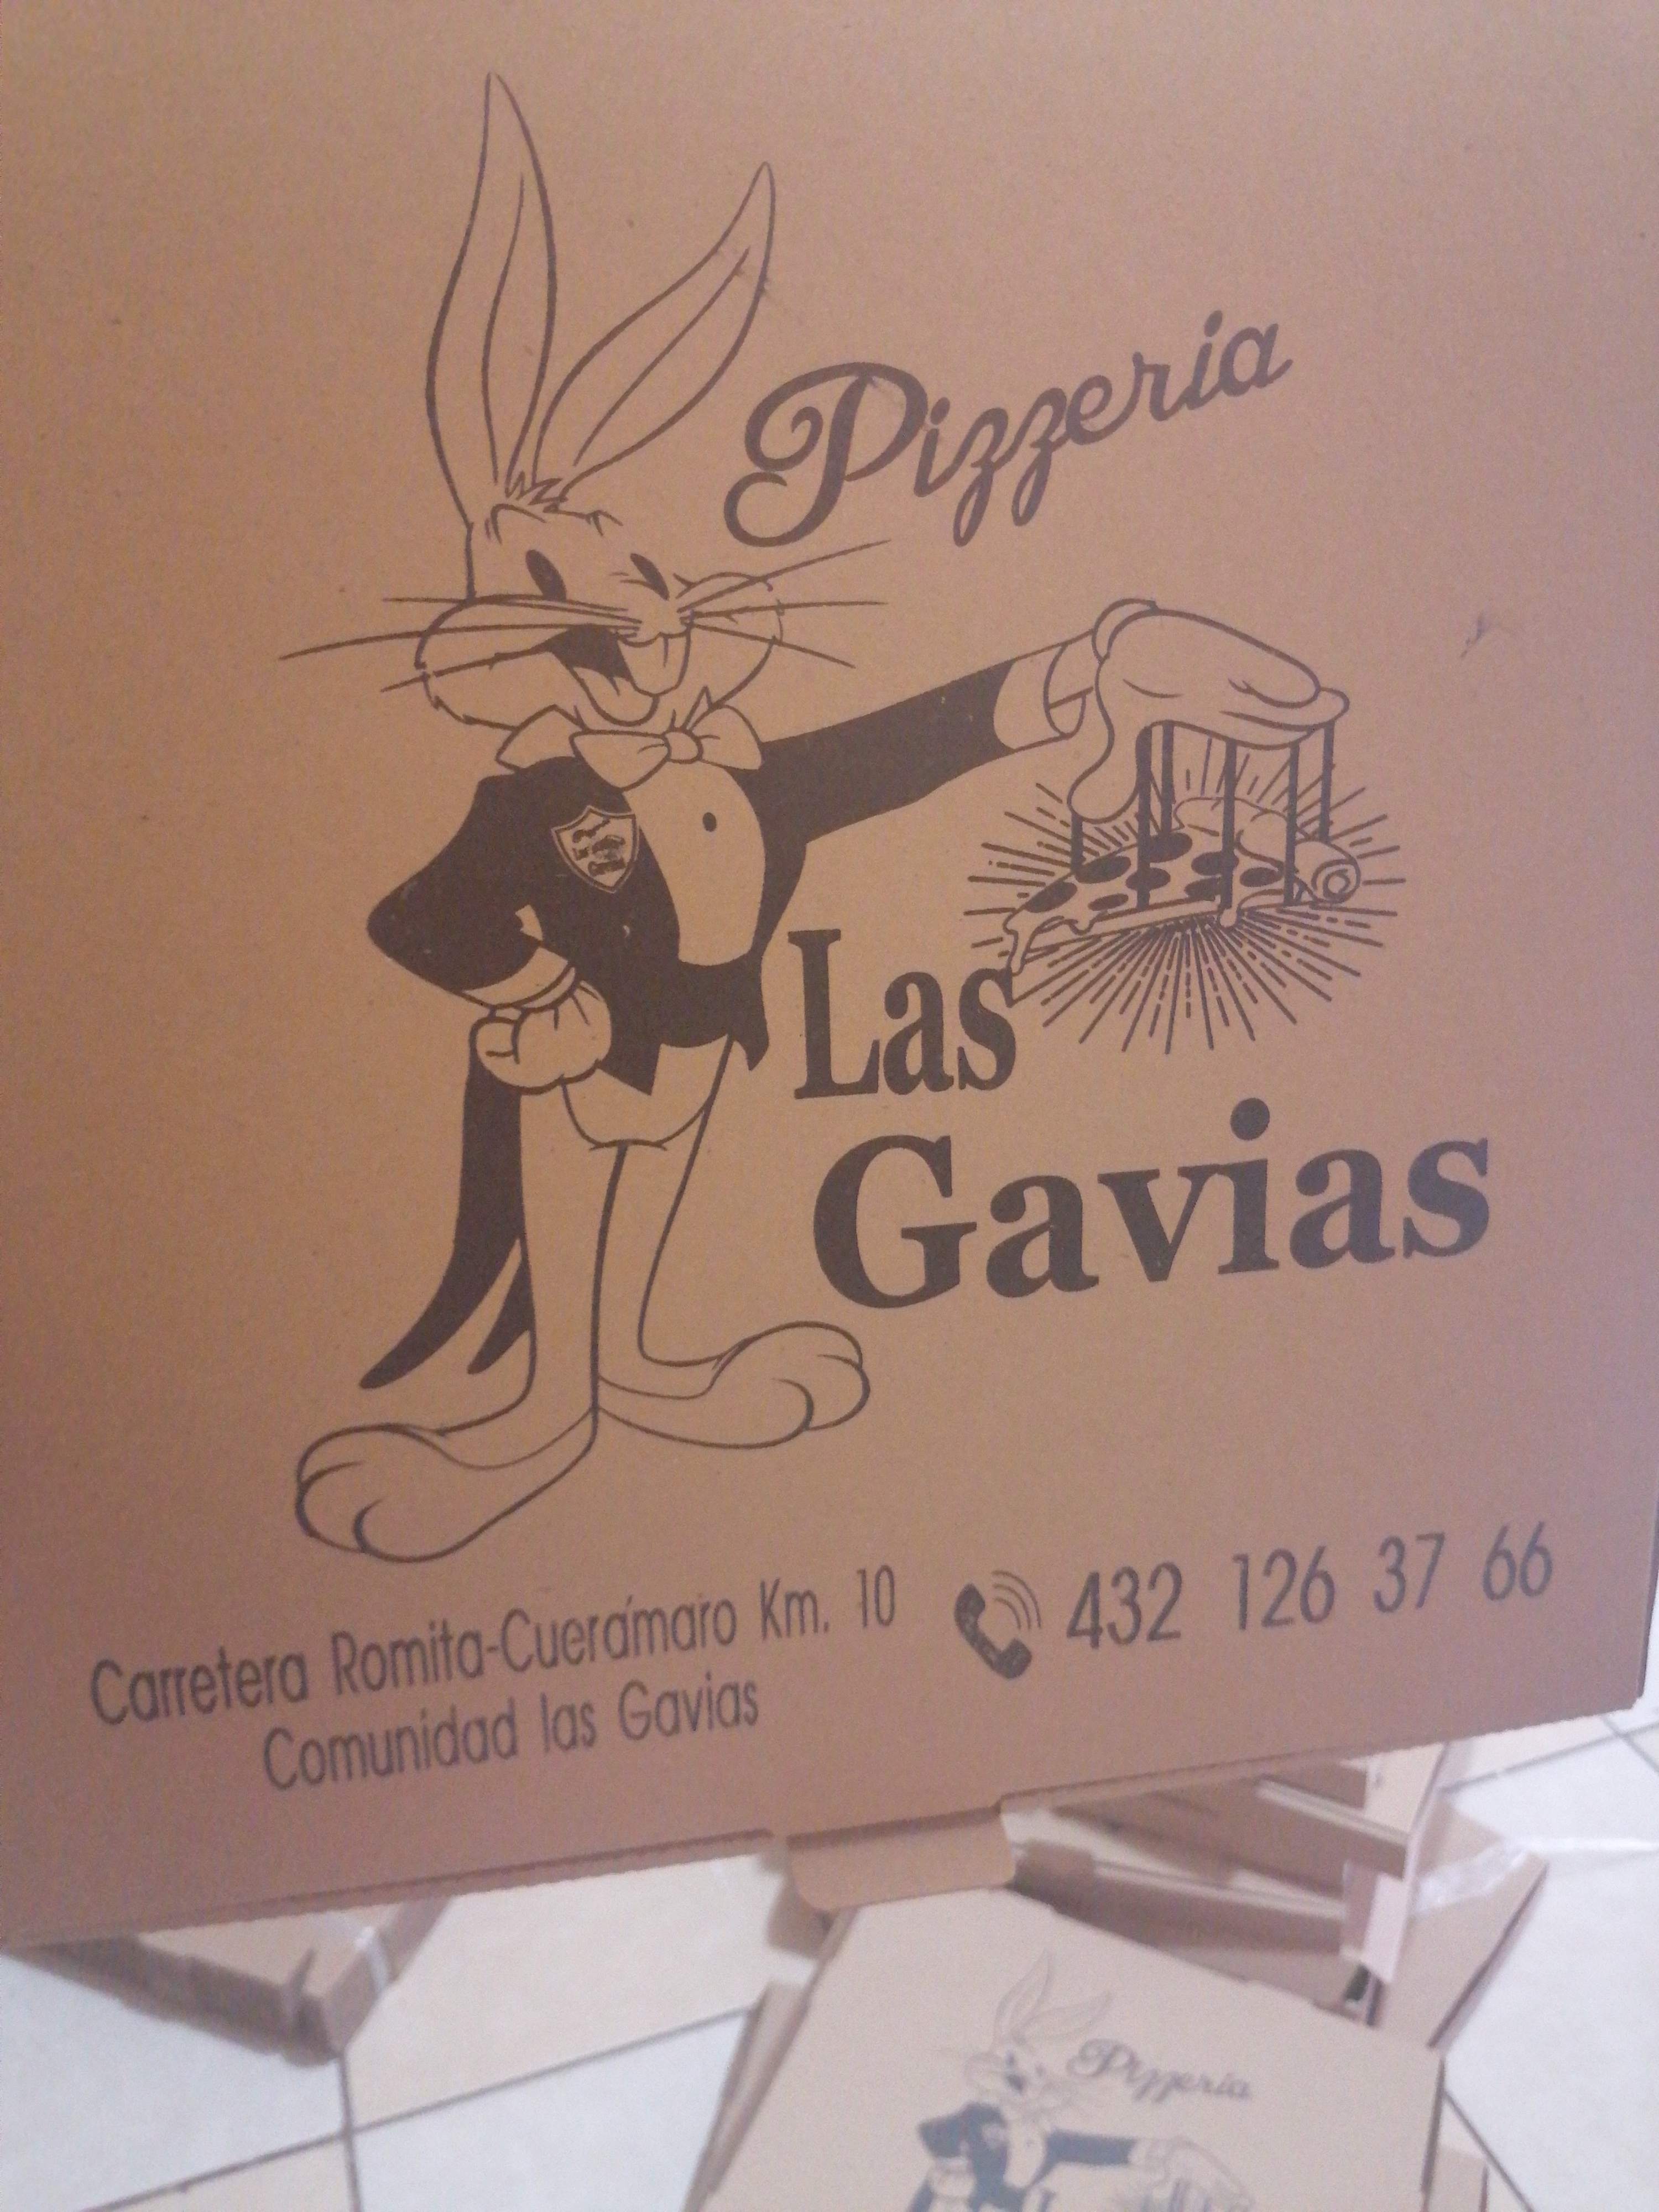 Pizzeria
Las
Gavias
Carretera Romita-Cuerámaro Km. 10
Comunidad las Gavias
432 126 37 66
Pizzeria